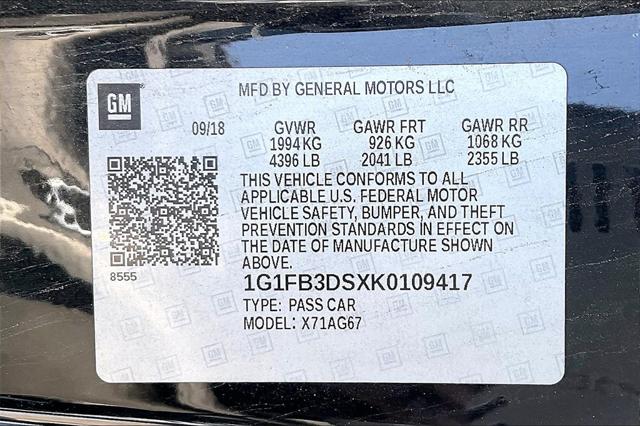 GM
MFD BY GENERAL MOTORS LLC
09/18
GVWR GAWR FRT GAWR RR
1994 KG 926 KG 1068 KG
4396 LB 2041 LB 2355 LB
THIS VEHICLE CONFORMS TO ALL
APPLICABLE U.S. FEDERAL MOTOR
VEHICLE SAFETY, BUMPER, AND THEFT
PREVENTION STANDARDS IN EFFECT ON
THE DATE OF MANUFACTURE SHOWN
ABOVE.
8555
1G1FB3DSXK0109417
TYPE: PASS CAR
MODEL: X71AG67